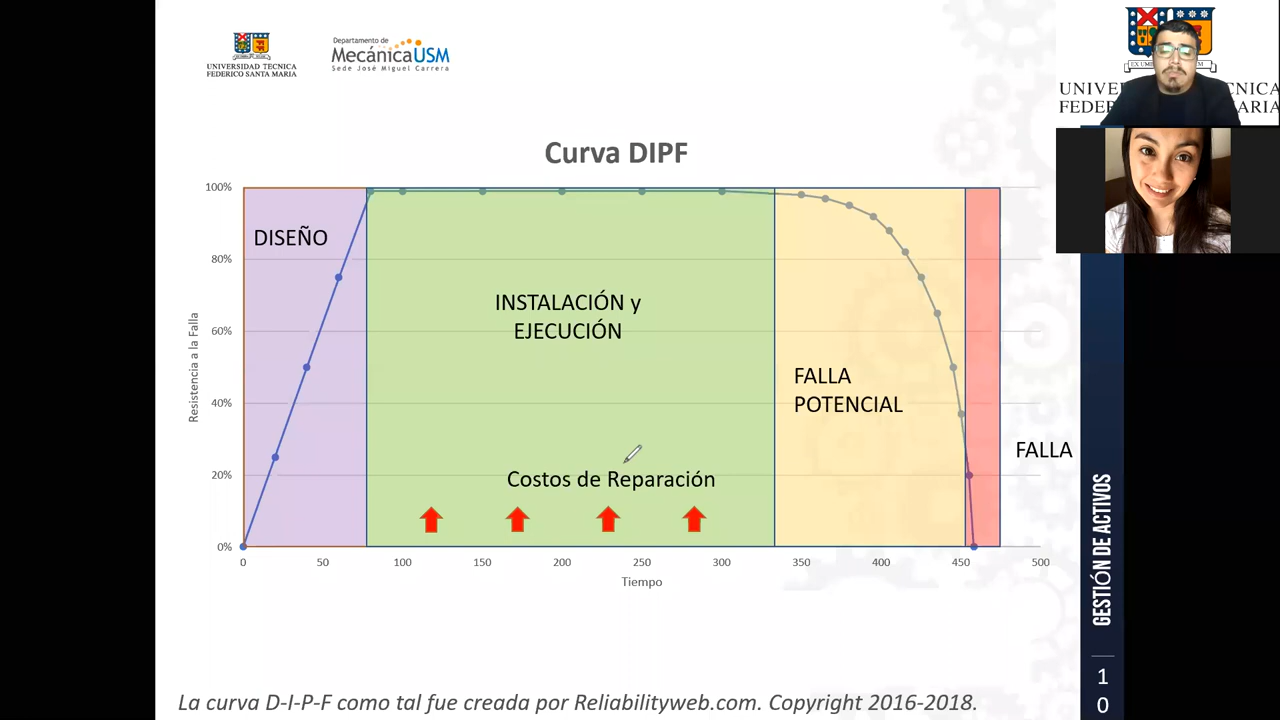 UNIVERSIDAD TECNICA
FEDERICO SANTA MARIA
Departamento de
MecánicaUSM
Sede José Miguel Carrera
Curva DIPF
100%
80%
60%
40%
20%
0%
Resistencia a la Falla
DISEÑO
INSTALACIÓN y
EJECUCIÓN
FALLA
POTENCIAL
FALLA
Costos de Reparación
0
50
100
150
200
250
300
350
400
450
500
Tiempo
La curva D-I-P-F como tal fue creada por Reliabilityweb.com. Copyright 2016-2018.
GESTIÓN DE ACTIVOS
1
0